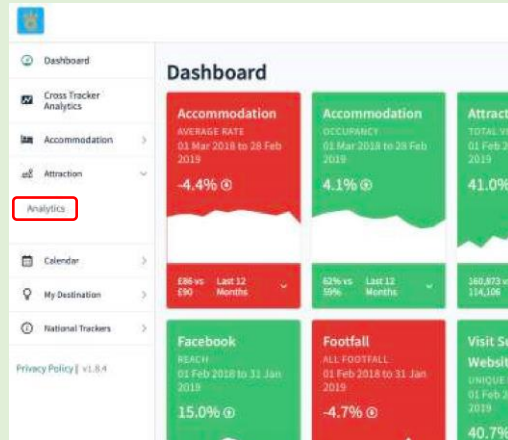 Dashboard
Cross Tracker
Analytics
Accommodation
Attraction
Analytics
Calendar
My Destination
National Trackers
Privacy Policy | v1.8.4
Dashboard
Accommodation
AVERAGE RATE
01 Mar 2018 to 28 Feb
2019
-4.4%
£86 vs
£90
Last 12
Months
Accommodation
OCCUPANCY
01 Mar 2018 to 28 Feb
2019
4.1%
62% vs
59%
Last 12
Months
Attract
TOTAL VI
01 Feb 2
2019
41.0%
160,873 v
114,106
Facebook
REACH
01 Feb 2018 to 31 Jan
2019
15.0%
Footfall
ALL FOOTFALL
01 Feb 2018 to 31 Jan
2019
-4.7%
Visit Su
Websit
UNIQUE
01 Feb 2
2019
40.7%